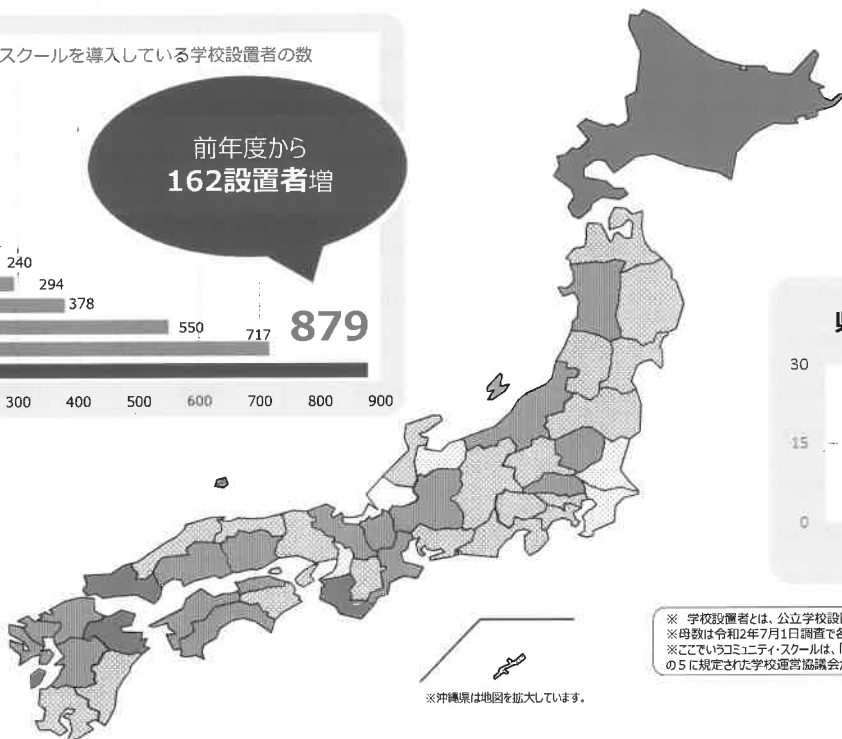 スクールを導入している学校設置者の数
前年度から
162設置者増
240
294
378
550
717
879
300 400 500 600 700 800 900
30
15
0
※ 学校設置者とは、公立学校設
※母数は令和2年7月1日調査で各
※ここでいうコミュニティ・スクールは、「
の5に規定された学校運営協議会
※沖縄県は地図を拡大しています。